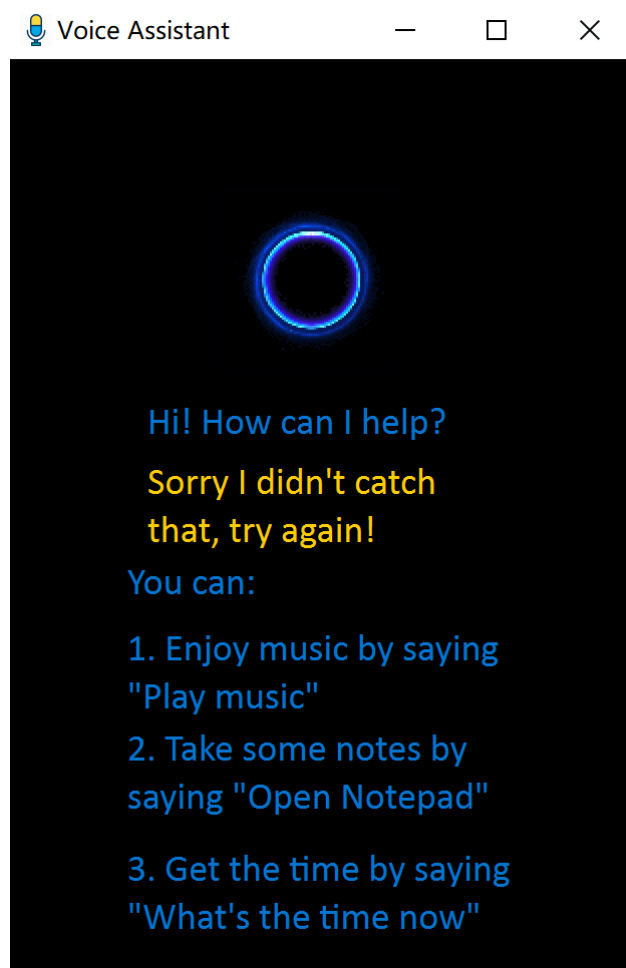 Voice Assistant
Hi! How can I help?
Sorry I didn't catch
that, try again!
You can:
1. Enjoy music by saying
"Play music"
2. Take some notes by
saying "Open Notepad"
3. Get the time by saying
"What's the time now"